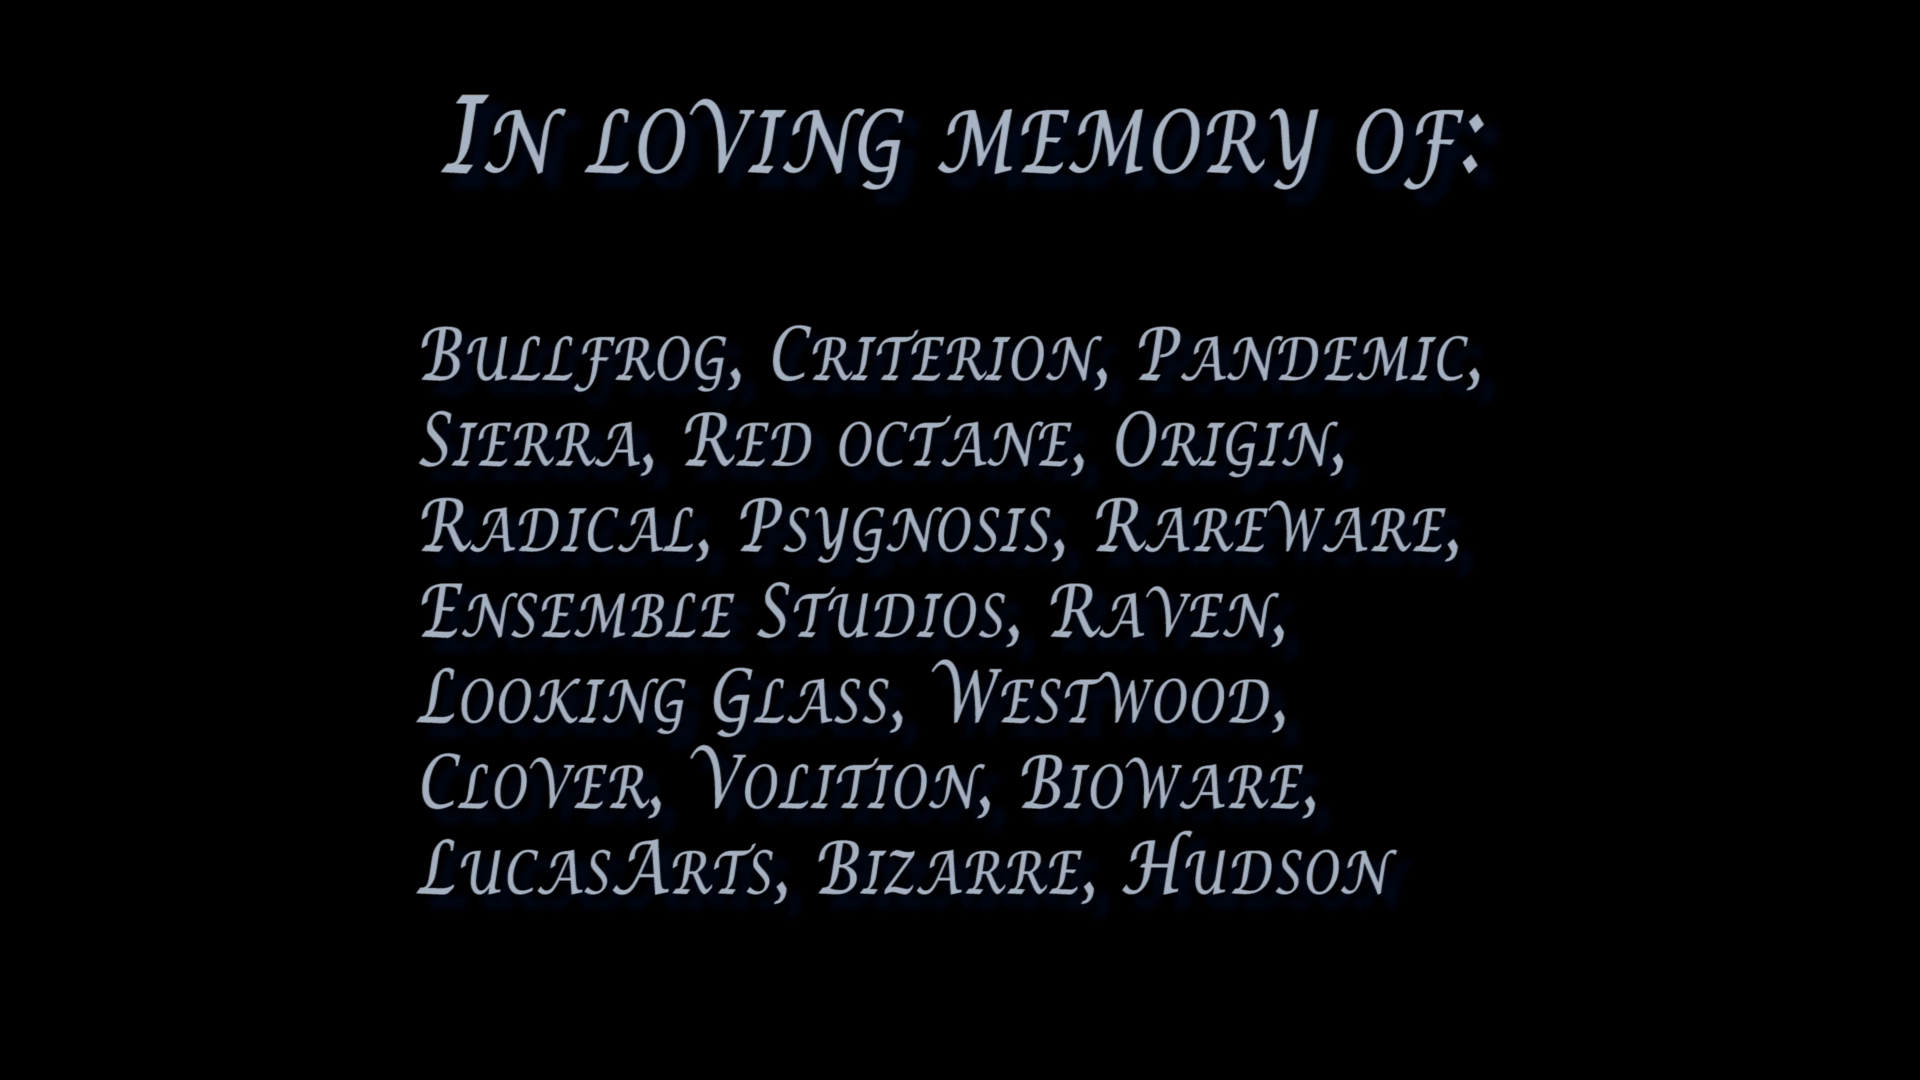 In loving memory of:
Bullfrog, Criterion, Pandemic,
Sierra, Red octane, Origin,
Radical, Psygnosis, Rareware,
Ensemble Studios, Raven,
Looking Glass, Westwood,
Clover, Volition, Bioware,
LucasArts, Bizarre, Hudson